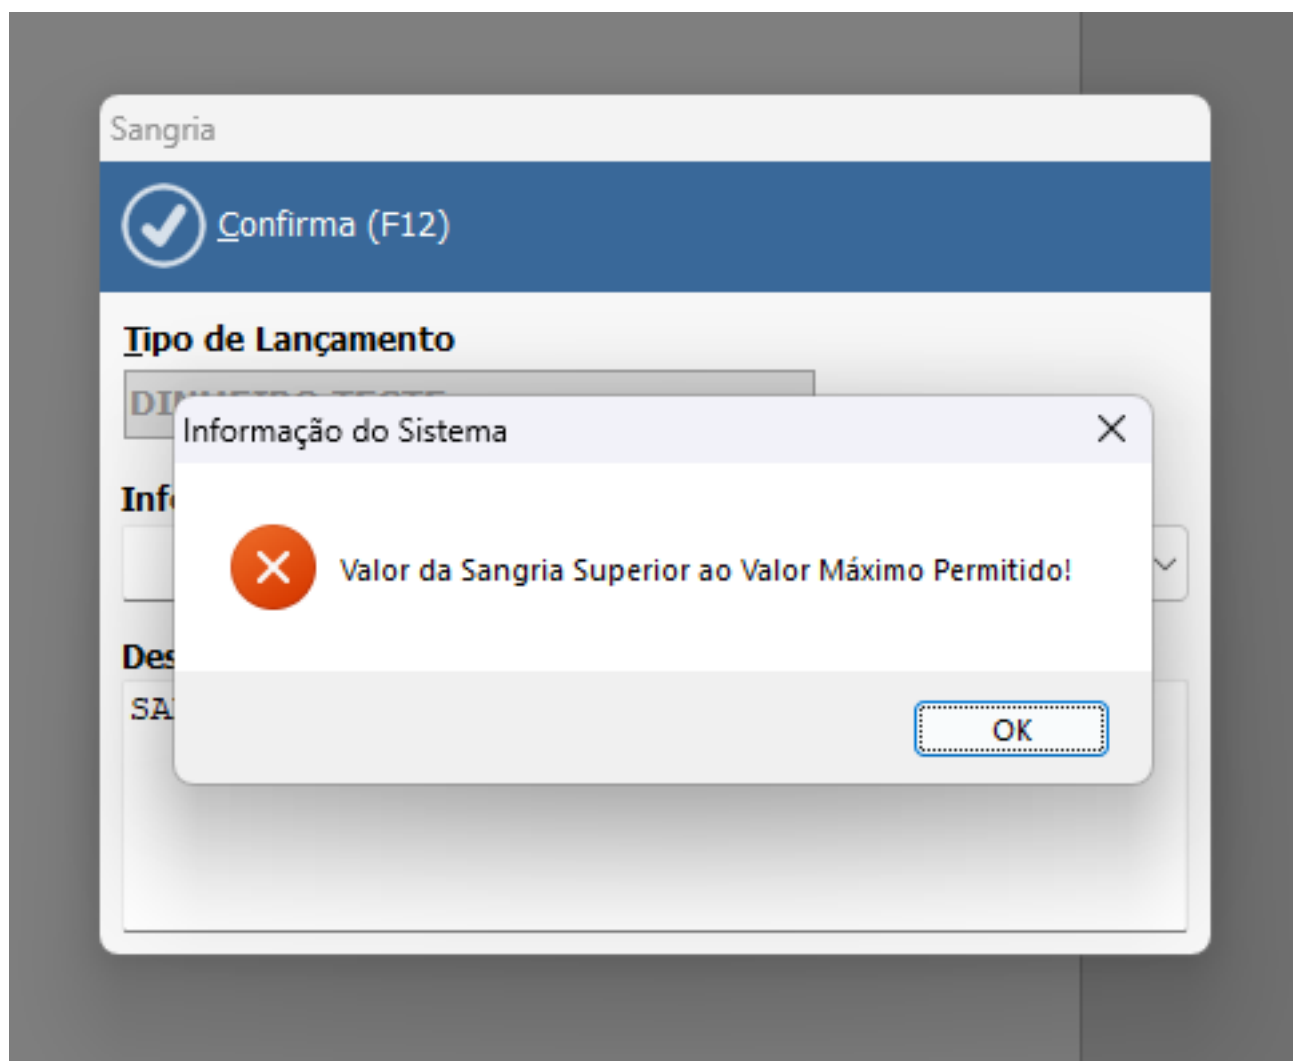 Sangria
Confirma (F12)
Tipo de Lançamento
Informação do Sistema
Valor da Sangria Superior ao Valor Máximo Permitido!
OK